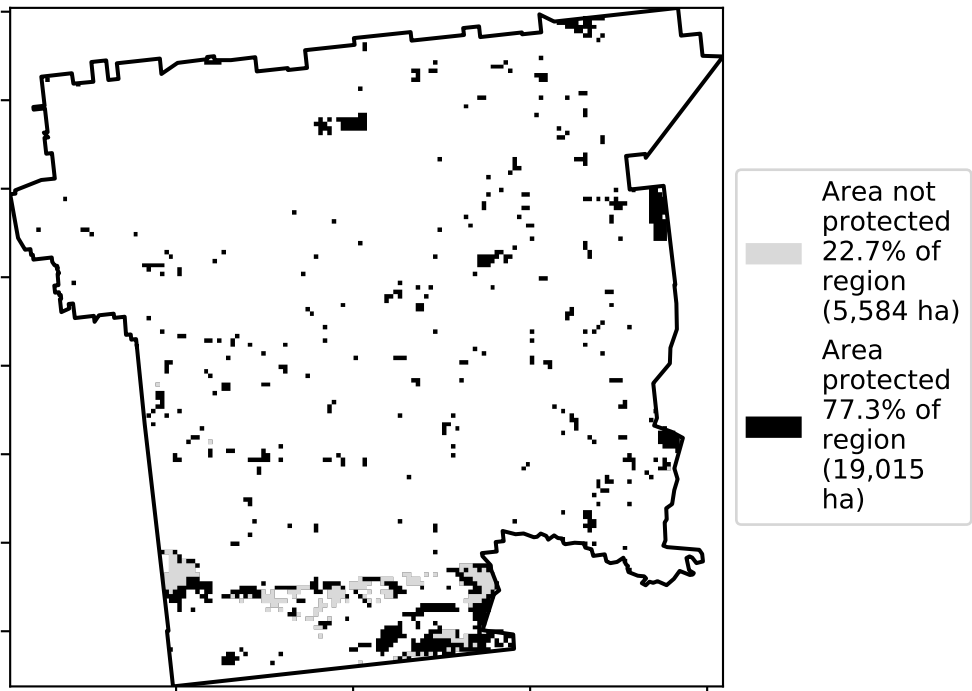 Area not
protected
22.7% of
region
(5,584 ha)
Area
protected
77.3% of
region
(19,015
ha)